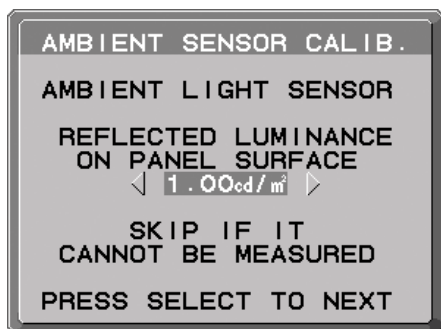 AMBIENT SENSOR CALIB.
AMBIENT LIGHT SENSOR
REFLECTED LUMINANCE
ON PANEL SURFACE
1.00cd/㎡
SKIP IF IT
CANNOT BE MEASURED
PRESS SELECT TO NEXT